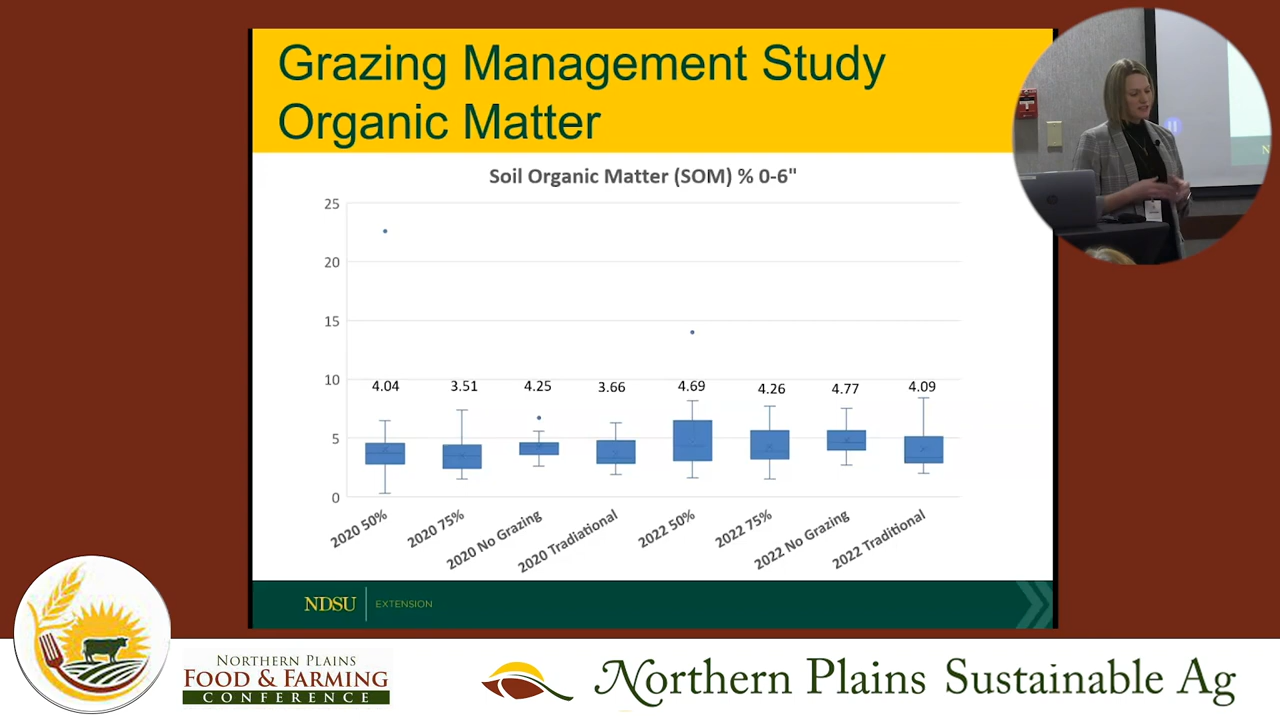 Grazing Management Study
Organic Matter
Soil Organic Matter (SOM) % 0-6"
25
20
15
10
5
0
4.04
3.51
4.25
3.66
4.69
4.26
4.77
4.09
2020 50%
2020 75%
2020 No Grazing
2020 Tradiational
2022 50%
2022 75%
2022 No Grazing
2022 Traditional
NDSU EXTENSION
NORTHERN PLAINS
FOOD & FARMING
CONFERENCE
Northern Plains Sustainable Ag